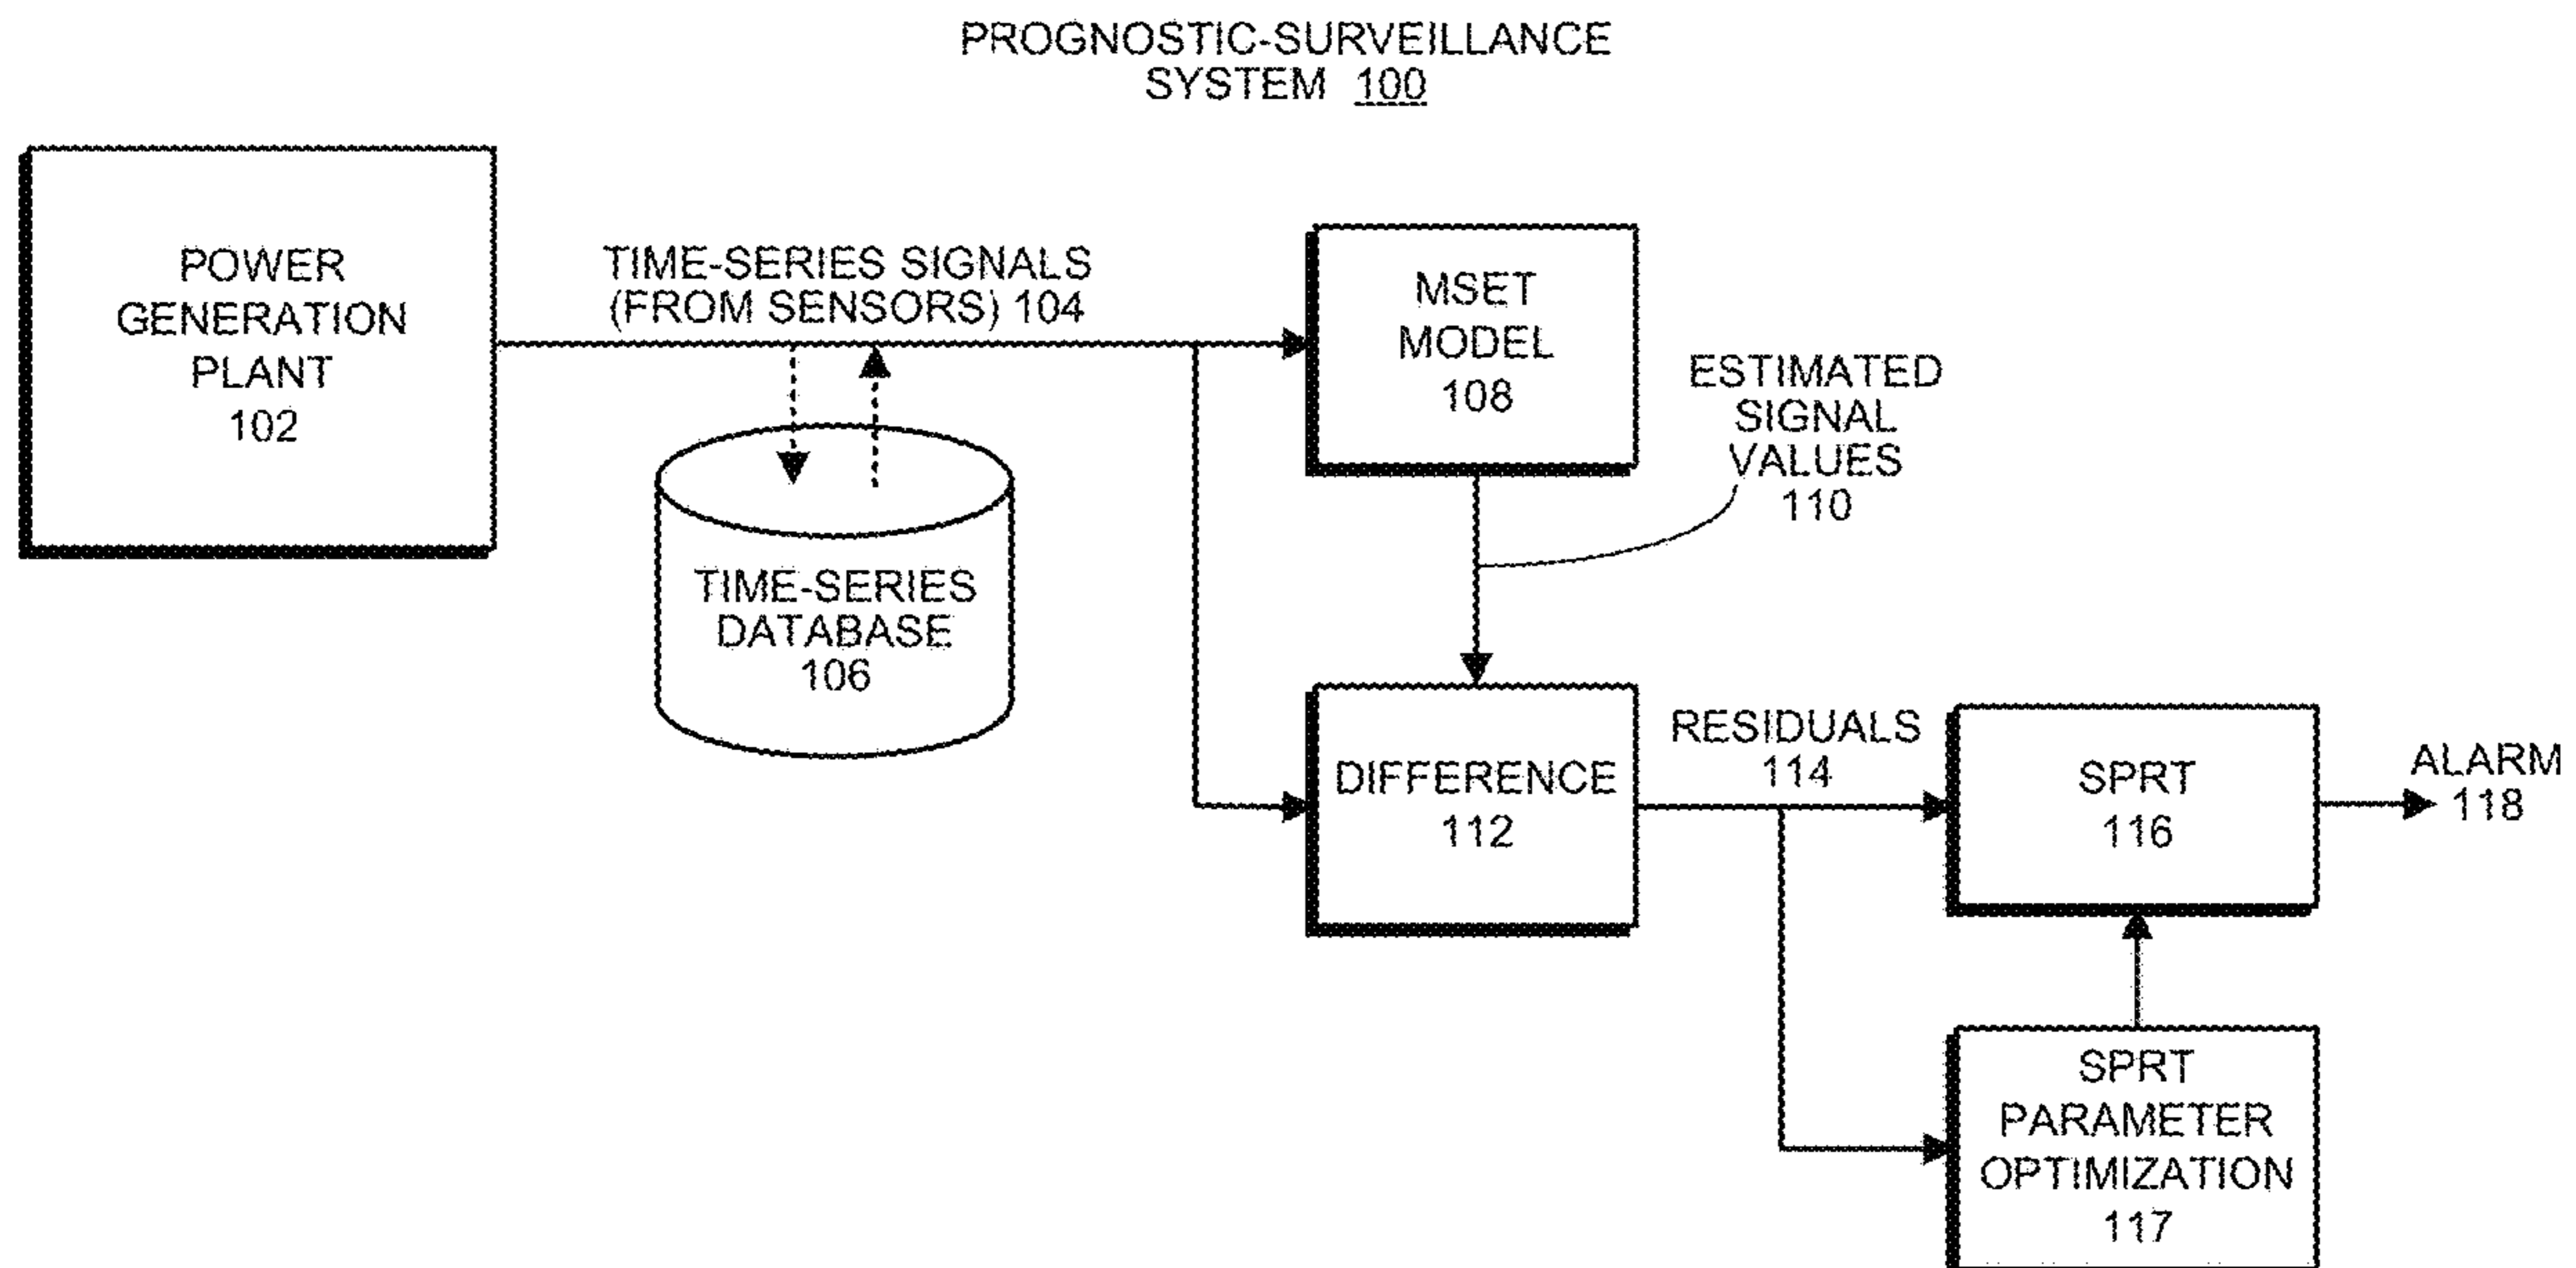 PROGNOSTIC-SURVEILLANCE
SYSTEM 100
POWER
GENERATION
PLANT
102
TIME-SERIES SIGNALS
(FROM SENSORS) 104
TIME-SERIES
DATABASE
106
MSET
MODEL
108
ESTIMATED
SIGNAL
VALUES
110
DIFFERENCE
112
RESIDUALS
114
SPRT
116
ALARM
118
SPRT
PARAMETER
OPTIMIZATION
117